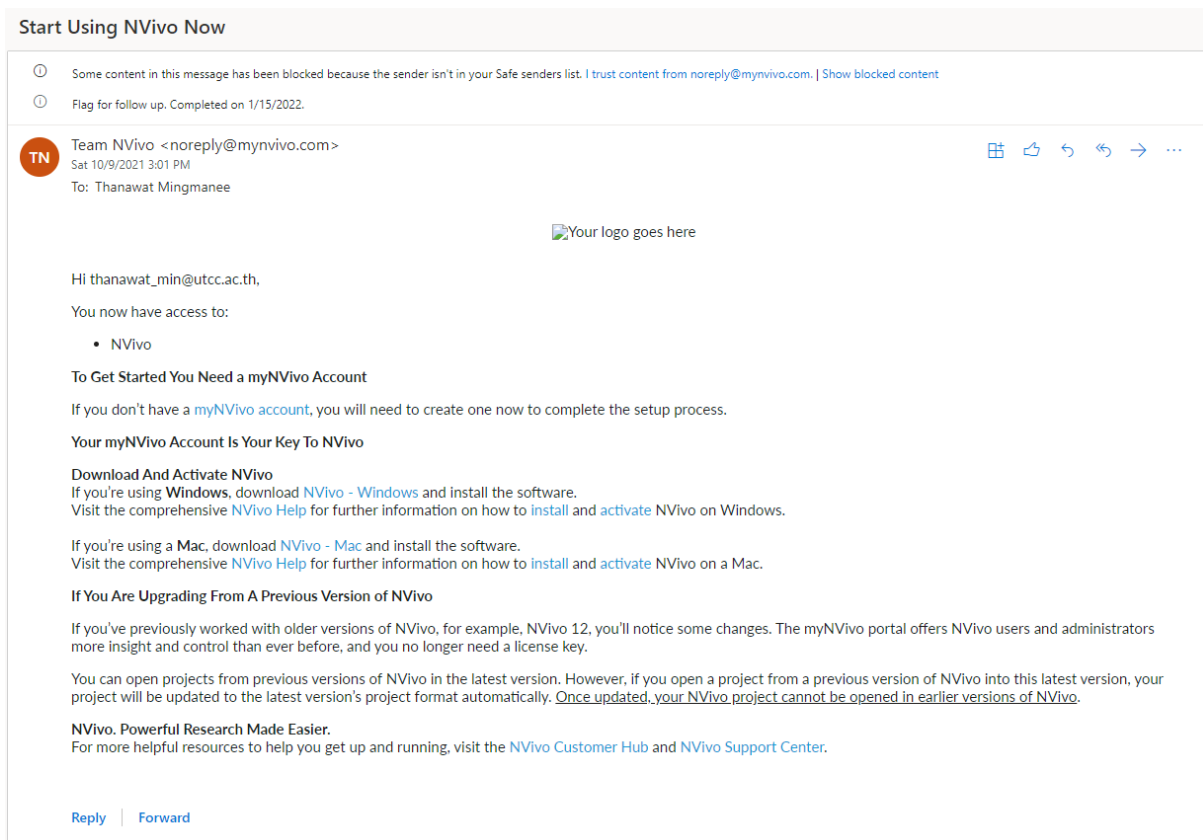 Start Using NVivo Now
Some content in this message has been blocked because the sender isn't in your Safe senders list. I trust content from noreply@mynvivo.com. | Show blocked content
Flag for follow up. Completed on 1/15/2022.
TN
Team NVivo <noreply@mynvivo.com>
Sat 10/9/2021 3:01 PM
To: Thanawat Mingmanee
Your logo goes here
Hi thanawat_min@utcc.ac.th,
You now have access to:
• NVivo
To Get Started You Need a myNVivo Account
If you don't have a myNVivo account, you will need to create one now to complete the setup process.
Your myNVivo Account Is Your Key To NVivo
Download And Activate NVivo
If you're using Windows, download NVivo - Windows and install the software.
Visit the comprehensive NVivo Help for further information on how to install and activate NVivo on Windows.
If you're using a Mac, download NVivo - Mac and install the software.
Visit the comprehensive NVivo Help for further information on how to install and activate NVivo on a Mac.
If You Are Upgrading From A Previous Version of NVivo
If you've previously worked with older versions of NVivo, for example, NVivo 12, you'll notice some changes. The myNVivo portal offers NVivo users and administrators
more insight and control than ever before, and you no longer need a license key.
You can open projects from previous versions of NVivo in the latest version. However, if you open a project from a previous version of NVivo into this latest version, your
project will be updated to the latest version's project format automatically. Once updated, your NVivo project cannot be opened in earlier versions of NVivo.
NVivo. Powerful Research Made Easier.
For more helpful resources to help you get up and running, visit the NVivo Customer Hub and NVivo Support Center.
Reply | Forward